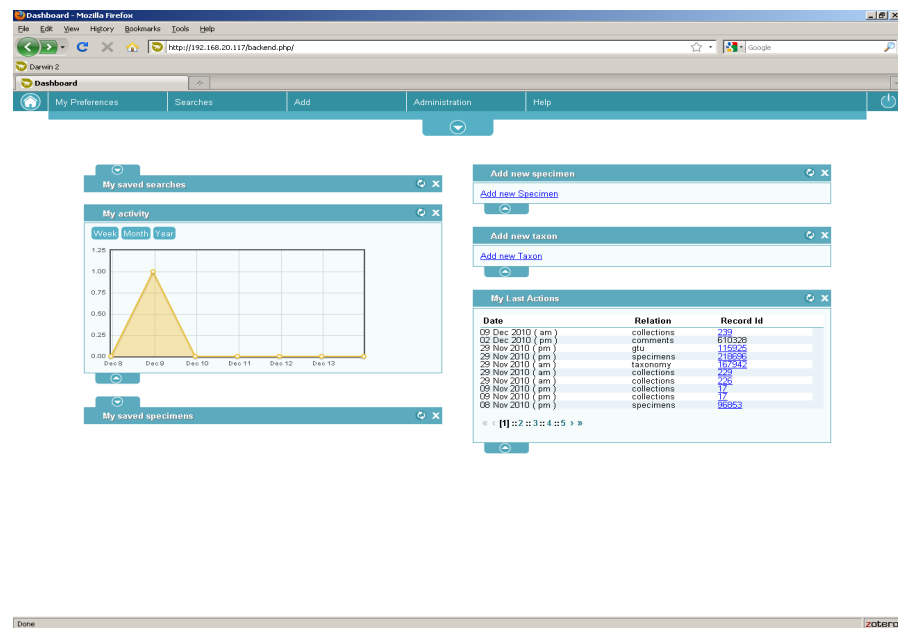 Dashboard - Mozilla Firefox
File Edit View History Bookmarks Tools Help
http://192.168.20.117/backend.php/
Google
Darwin 2
Dashboard
My Preferences Searches Add Administration Help
My saved searches
My activity
Week Month Year
1.25
1.00
0.75
0.50
0.25
0.00
Dec 8 Dec 9 Dec 10 Dec 11 Dec 12 Dec 13
My saved specimens
Add new specimen
Add new Specimen
Add new taxon
Add new Taxon
My Last Actions
Date Relation Record Id
09 Dec 2010 ( am ) collections 239
02 Dec 2010 ( pm ) comments 610328
29 Nov 2010 ( pm ) gtu 115925
29 Nov 2010 ( pm ) specimens 218696
29 Nov 2010 ( am ) taxonomy 167942
29 Nov 2010 ( am ) collections 229
29 Nov 2010 ( am ) collections 226
09 Nov 2010 ( pm ) collections 17
09 Nov 2010 ( pm ) collections 17
08 Nov 2010 ( pm ) specimens 96853
« ‹ [1] :: 2 :: 3 :: 4 :: 5 › »
Done
zotero